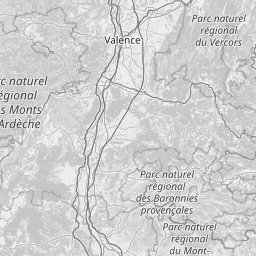 Parc naturel
régional
du Vercors
Valence
rc naturel
égional
s Monts
Ardèche
Parc naturel
régional
des Baronnies
provençales
Parc naturel
régional
du Mont-